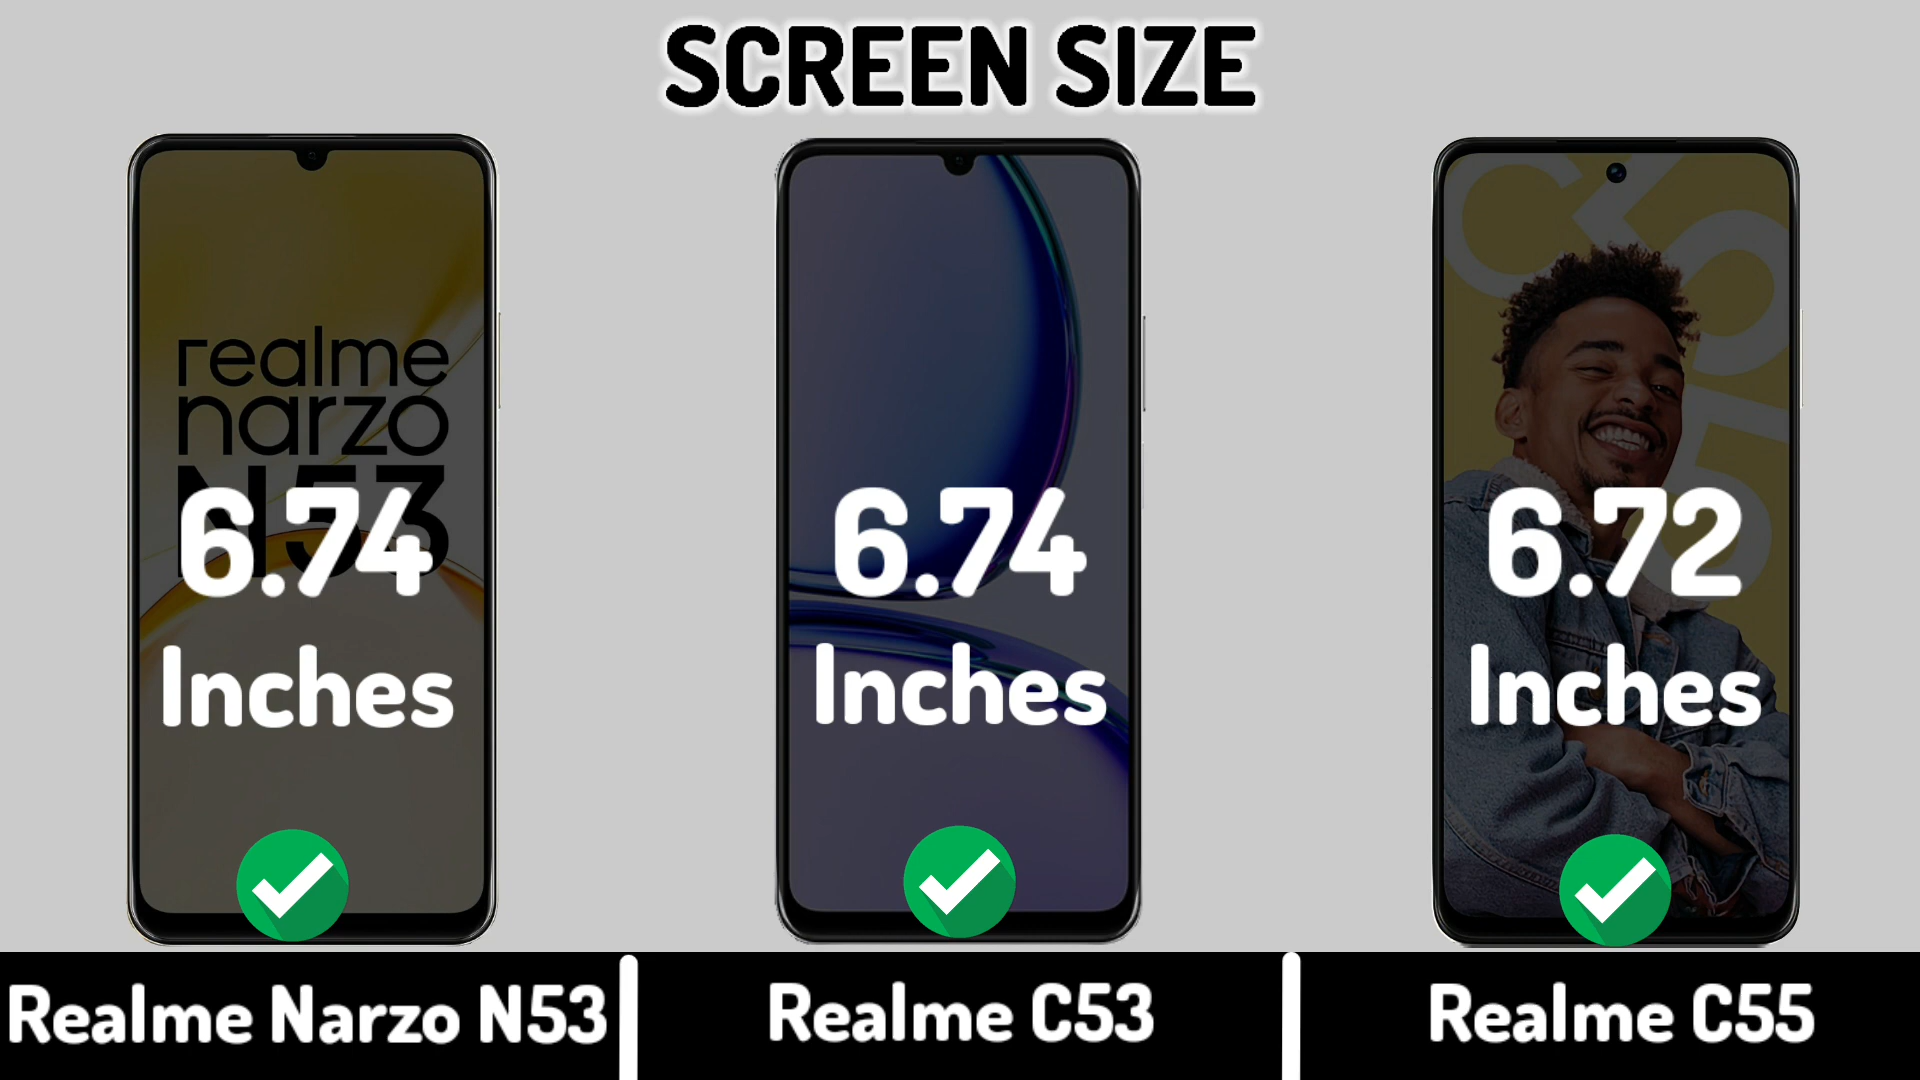 SCREEN SIZE
realme
narzo
N53
6.74
Inches
6.74
Inches
C55
6.72
Inches
Realme Narzo N53
Realme C53
Realme C55